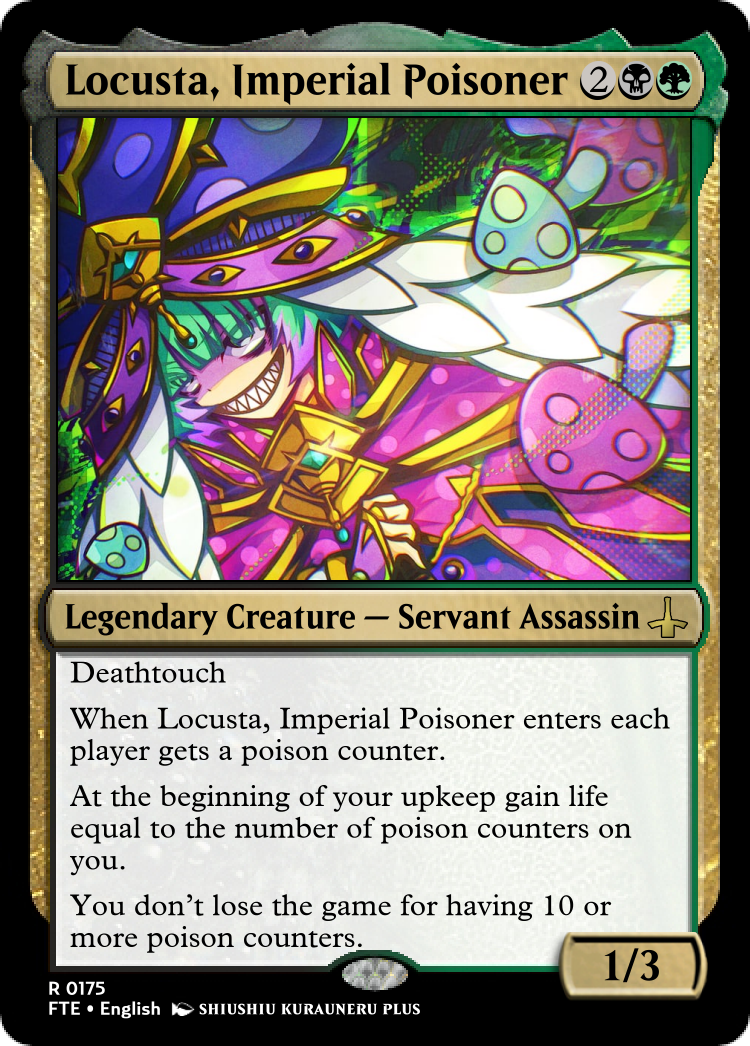 Locusta, Imperial Poisoner 2
Legendary Creature — Servant Assassin
Deathtouch
When Locusta, Imperial Poisoner enters each
player gets a poison counter.
At the beginning of your upkeep gain life
equal to the number of poison counters on
you.
You don't lose the game for having 10 or
more poison counters.
1/3
R 0175
FTE • English SHIUSHIU KURAUNERU PLUS